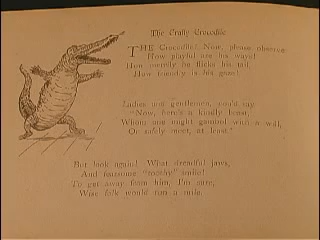 The Crafty Crocodile
THE Crocodile! Now, please observe
How playful are his ways!
How merrily he flicks his tail,
How friendly is his gaze!
Ladies and gentlemen, you'd say
"Now, here's a kindly beast,
Whom one might gambol with a will,
Or safely meet, at least."
But look again! What dreadful jaws,
And fearsome "toothy" smile!
To get away from him, I'm sure,
Wise folk would run a mile.